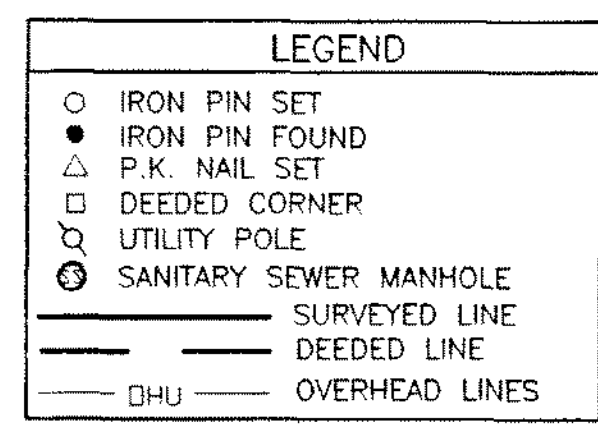 LEGEND
IRON PIN SET
IRON PIN FOUND
P.K. NAIL SET
DEEDED CORNER
UTILITY POLE
SANITARY SEWER MANHOLE
SURVEYED LINE
DEEDED LINE
OHU OVERHEAD LINES